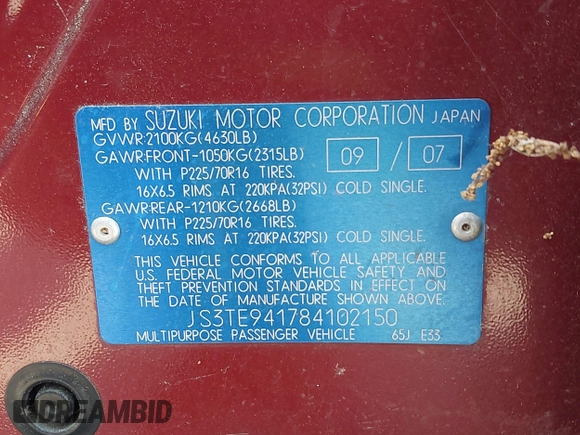 MFD BY SUZUKI MOTOR CORPORATION JAPAN
GVWR:2100KG(4630LB)
GAWR:FRONT-1050KG(2315LB) 09 / 07
WITH P225/70R16 TIRES.
16X6.5 RIMS AT 220KPA(32PSI) COLD SINGLE.
GAWR:REAR-1210KG(2668LB)
WITH P225/70R16 TIRES.
16X6.5 RIMS AT 220KPA(32PSI) COLD SINGLE.
THIS VEHICLE CONFORMS TO ALL APPLICABLE
U.S. FEDERAL MOTOR VEHICLE SAFETY AND
THEFT PREVENTION STANDARDS IN EFFECT ON
THE DATE OF MANUFACTURE SHOWN ABOVE.
JS3TE941784102150
MULTIPURPOSE PASSENGER VEHICLE 65J E33
DREAMBID